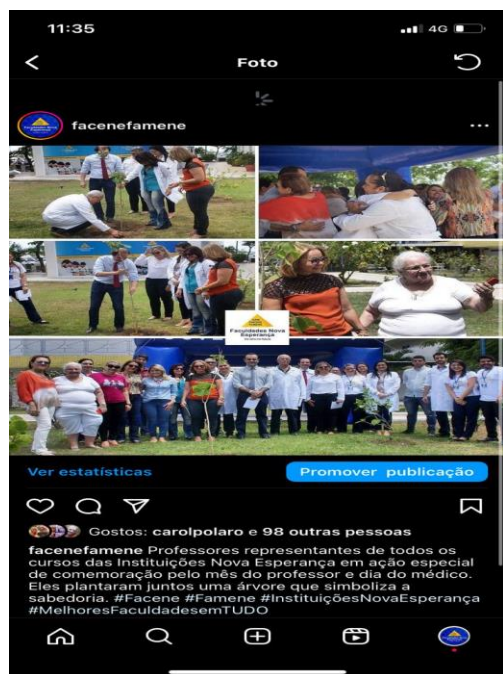 11:35
4G
Foto
facenefamene
Faculdades Nova
Esperança
Ver estatísticas
Promover publicação
Gostos: carolpolaro e 98 outras pessoas
facenefamene Professores representantes de todos os
cursos das Instituições Nova Esperança em ação especial
de comemoração pelo mês do professor e dia do médico.
Eles plantaram juntos uma árvore que simboliza a
sabedoria. #Facene #Famene #InstituiçõesNovaEsperança
#MelhoresFaculdadesemTUDO